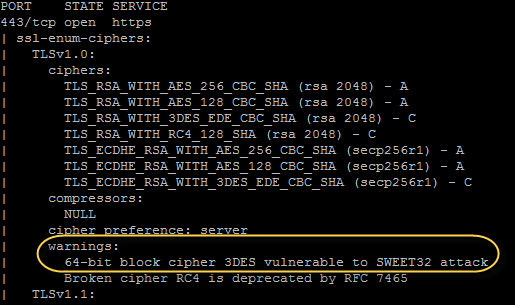 PORT    STATE SERVICE
443/tcp open  https
| ssl-enum-ciphers:
|   TLSv1.0:
|     ciphers:
|       TLS_RSA_WITH_AES_256_CBC_SHA (rsa 2048) - A
|       TLS_RSA_WITH_AES_128_CBC_SHA (rsa 2048) - A
|       TLS_RSA_WITH_3DES_EDE_CBC_SHA (rsa 2048) - C
|       TLS_RSA_WITH_RC4_128_SHA (rsa 2048) - C
|       TLS_ECDHE_RSA_WITH_AES_256_CBC_SHA (secp256r1) - A
|       TLS_ECDHE_RSA_WITH_AES_128_CBC_SHA (secp256r1) - A
|       TLS_ECDHE_RSA_WITH_3DES_EDE_CBC_SHA (secp256r1) - C
|     compressors:
|       NULL
|     cipher preference: server
|     warnings:
|       64-bit block cipher 3DES vulnerable to SWEET32 attack
|       Broken cipher RC4 is deprecated by RFC 7465
|   TLSv1.1: